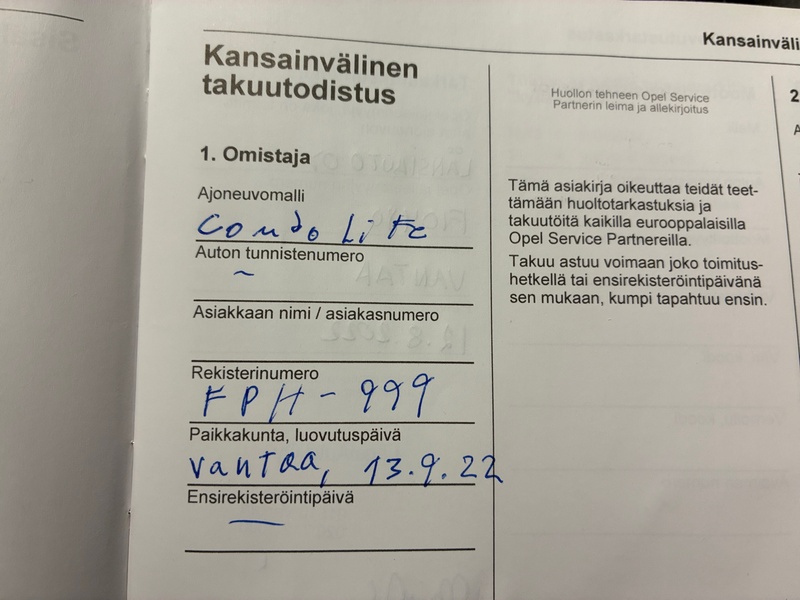 Kansainväli
Kansainvälinen
takuutodistus
1. Omistaja
Ajoneuvomalli
Auton tunnistenumero
Asiakkaan nimi / asiakasnumero
Rekisterinumero
FPH - 999
Paikkakunta, luovutuspäivä
Vantaa, 13.9.22
Ensirekisteröintipäivä
Huollon tehneen Opel Service
Partnerin leima ja allekirjoitus
Tämä asiakirja oikeuttaa teidät teet-
tämään huoltotarkastuksia ja
takuutöitä kaikilla eurooppalaisilla
Opel Service Partnereilla.
Takuu astuu voimaan joko toimitus-
hetkellä tai ensirekisteröintipäivänä
sen mukaan, kumpi tapahtuu ensin.
2